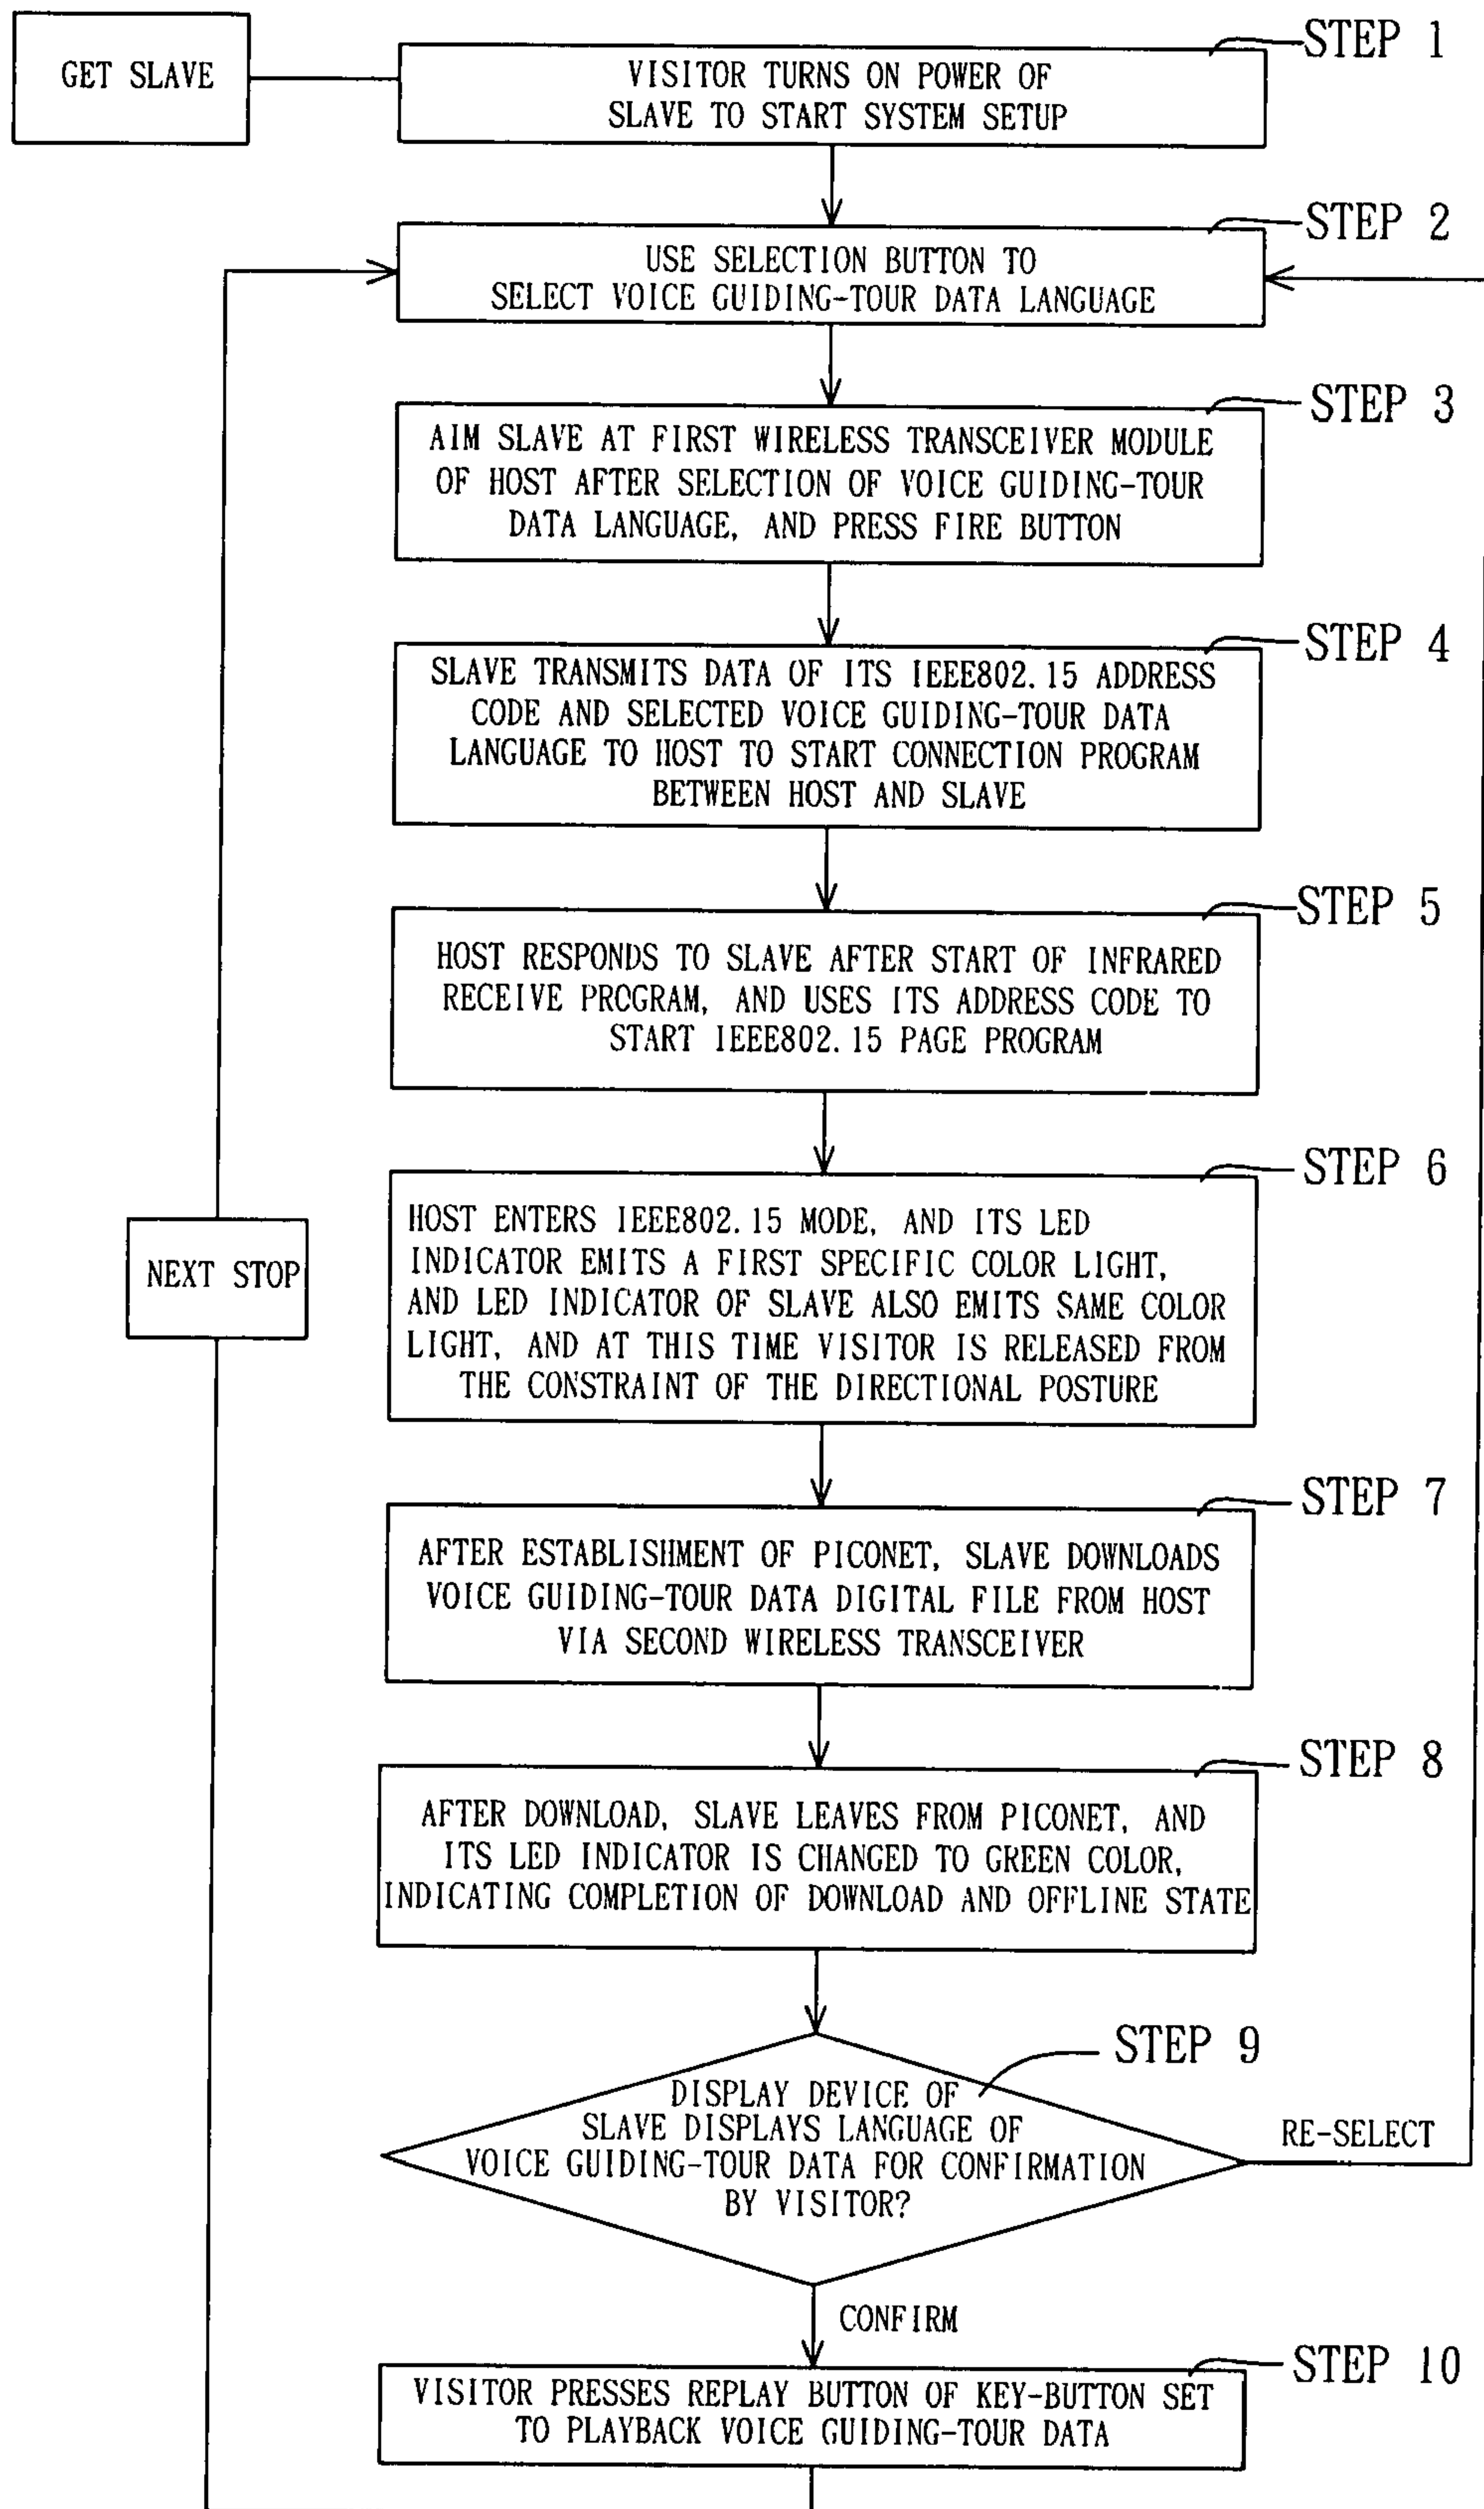 GET SLAVE
STEP 1
VISITOR TURNS ON POWER OF
SLAVE TO START SYSTEM SETUP
STEP 2
USE SELECTION BUTTON TO
SELECT VOICE GUIDING-TOUR DATA LANGUAGE
STEP 3
AIM SLAVE AT FIRST WIRELESS TRANSCEIVER MODULE
OF HOST AFTER SELECTION OF VOICE GUIDING-TOUR
DATA LANGUAGE, AND PRESS FIRE BUTTON
STEP 4
SLAVE TRANSMITS DATA OF ITS IEEE802.15 ADDRESS
CODE AND SELECTED VOICE GUIDING-TOUR DATA
LANGUAGE TO HOST TO START CONNECTION PROGRAM
BETWEEN HOST AND SLAVE
STEP 5
HOST RESPONDS TO SLAVE AFTER START OF INFRARED
RECEIVE PROGRAM, AND USES ITS ADDRESS CODE TO
START IEEE802.15 PAGE PROGRAM
STEP 6
HOST ENTERS IEEE802.15 MODE, AND ITS LED
INDICATOR EMITS A FIRST SPECIFIC COLOR LIGHT,
AND LED INDICATOR OF SLAVE ALSO EMITS SAME COLOR
LIGHT, AND AT THIS TIME VISITOR IS RELEASED FROM
THE CONSTRAINT OF THE DIRECTIONAL POSTURE
NEXT STOP
STEP 7
AFTER ESTABLISHMENT OF PICONET, SLAVE DOWNLOADS
VOICE GUIDING-TOUR DATA DIGITAL FILE FROM HOST
VIA SECOND WIRELESS TRANSCEIVER
STEP 8
AFTER DOWNLOAD, SLAVE LEAVES FROM PICONET, AND
ITS LED INDICATOR IS CHANGED TO GREEN COLOR,
INDICATING COMPLETION OF DOWNLOAD AND OFFLINE STATE
STEP 9
DISPLAY DEVICE OF
SLAVE DISPLAYS LANGUAGE OF
VOICE GUIDING-TOUR DATA FOR CONFIRMATION
BY VISITOR?
RE-SELECT
CONFIRM
STEP 10
VISITOR PRESSES REPLAY BUTTON OF KEY-BUTTON SET
TO PLAYBACK VOICE GUIDING-TOUR DATA